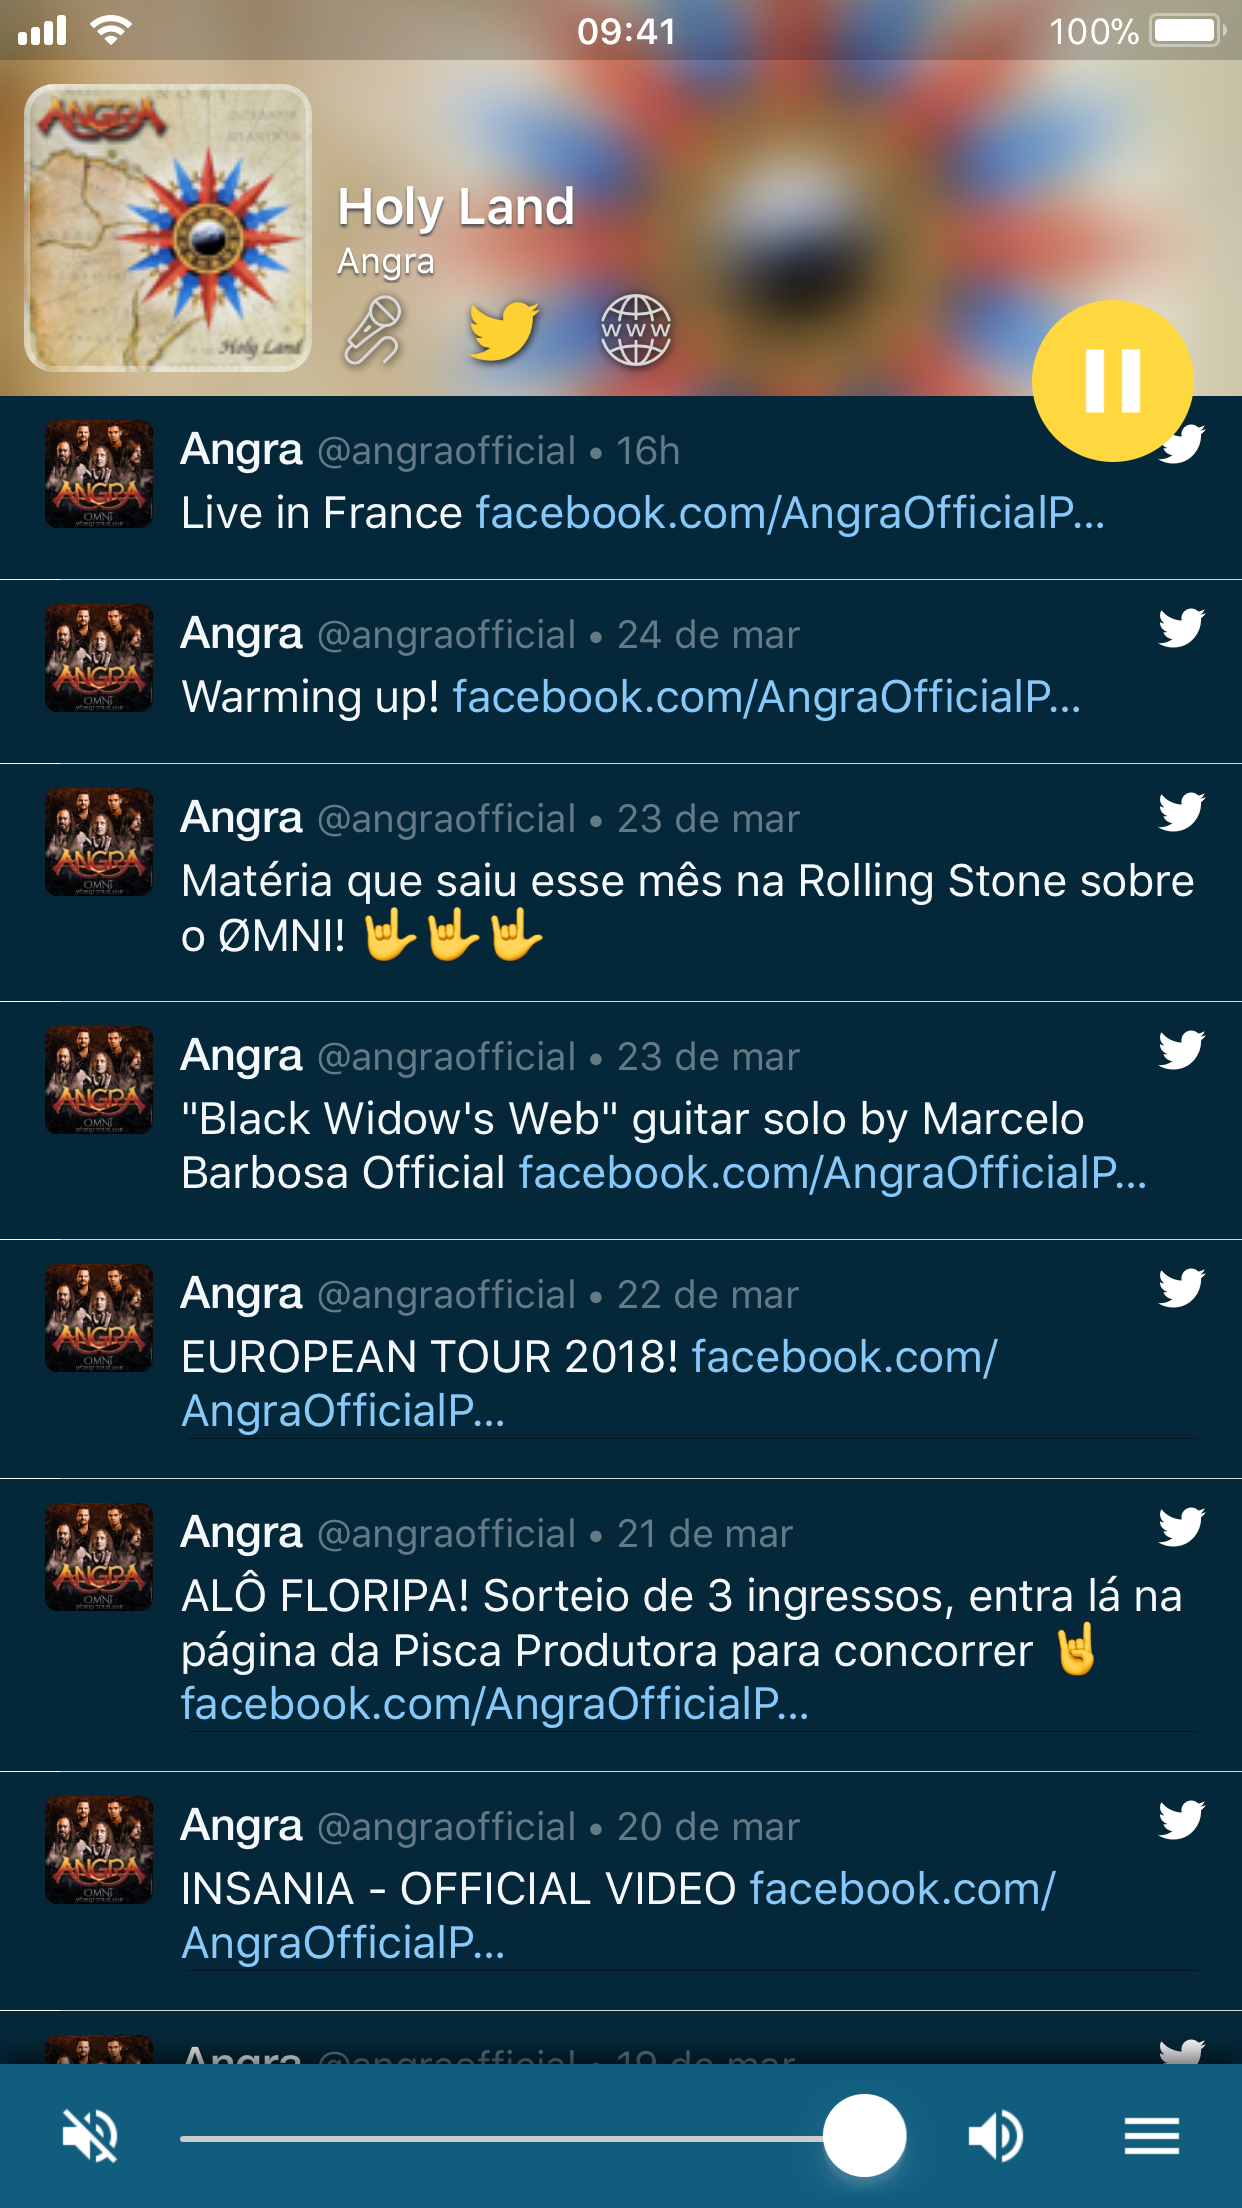 09:41
100%
ANGRA
Holy Land
Holy Land
Angra
WWW
Angra @angraofficial • 16h
Live in France facebook.com/AngraOfficialP...
Angra @angraofficial • 24 de mar
Warming up! facebook.com/AngraOfficialP...
Angra @angraofficial • 23 de mar
Matéria que saiu esse mês na Rolling Stone sobre
o ØMNI! 🤟🤟🤟
Angra @angraofficial • 23 de mar
"Black Widow's Web" guitar solo by Marcelo
Barbosa Official facebook.com/AngraOfficialP...
Angra @angraofficial • 22 de mar
EUROPEAN TOUR 2018! facebook.com/
AngraOfficialP...
Angra @angraofficial • 21 de mar
ALÔ FLORIPA! Sorteio de 3 ingressos, entra lá na
página da Pisca Produtora para concorrer 🤘
facebook.com/AngraOfficialP...
Angra @angraofficial • 20 de mar
INSANIA - OFFICIAL VIDEO facebook.com/
AngraOfficialP...
Angra @angraofficial • 19 de mar